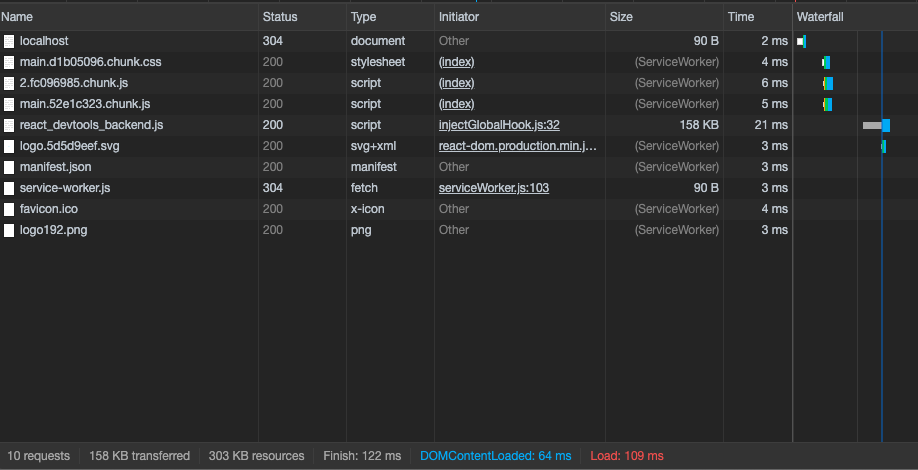 Name Status Type Initiator Size Time Waterfall
localhost 304 document Other 90 B 2 ms
main.d1b05096.chunk.css 200 stylesheet (index) (ServiceWorker) 4 ms
2.fc096985.chunk.js 200 script (index) (ServiceWorker) 6 ms
main.52e1c323.chunk.js 200 script (index) (ServiceWorker) 5 ms
react_devtools_backend.js 200 script injectGlobalHook.js:32 158 KB 21 ms
logo.5d5d9eef.svg 200 svg+xml react-dom.production.min.j... (ServiceWorker) 3 ms
manifest.json 200 manifest Other (ServiceWorker) 3 ms
service-worker.js 304 fetch serviceWorker.js:103 90 B 3 ms
favicon.ico 200 x-icon Other (ServiceWorker) 4 ms
logo192.png 200 png Other (ServiceWorker) 3 ms
10 requests 158 KB transferred 303 KB resources Finish: 122 ms DOMContentLoaded: 64 ms Load: 109 ms